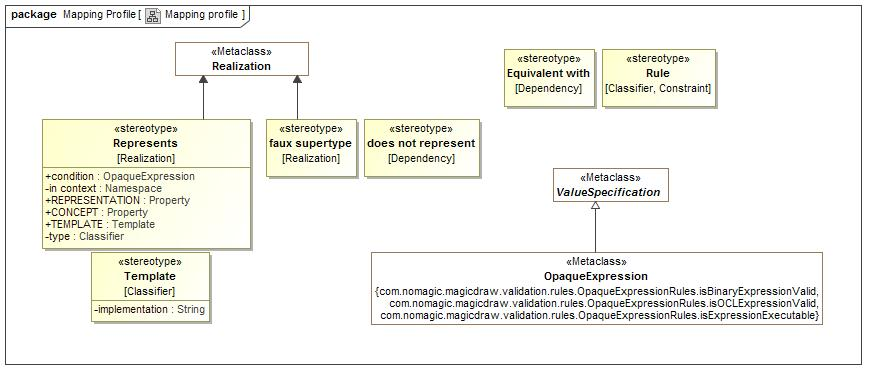 package Mapping Profile [ Mapping profile ]
«Metaclass»
Realization
«stereotype»
Equivalent with
[Dependency]
«stereotype»
Rule
[Classifier, Constraint]
«stereotype»
Represents
[Realization]
+condition : OpaqueExpression
-in context : Namespace
+REPRESENTATION : Property
+CONCEPT : Property
+TEMPLATE : Template
-type : Classifier
«stereotype»
faux supertype
[Realization]
«stereotype»
does not represent
[Dependency]
«Metaclass»
ValueSpecification
«stereotype»
Template
[Classifier]
-implementation : String
«Metaclass»
OpaqueExpression
{com.nomagic.magicdraw.validation.rules.OpaqueExpressionRules.isBinaryExpressionValid,
com.nomagic.magicdraw.validation.rules.OpaqueExpressionRules.isOCLExpressionValid,
com.nomagic.magicdraw.validation.rules.OpaqueExpressionRules.isExpressionExecutable}